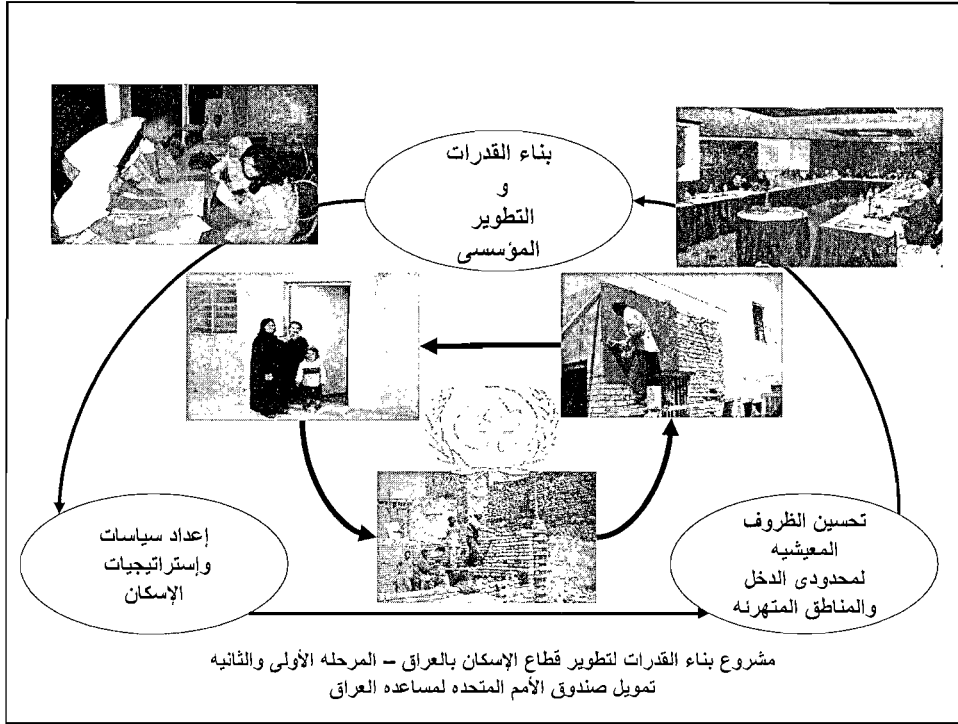 بناء القدرات
و
التطوير
المؤسسى
إعداد سياسات
وإستراتيجيات
الإسكان
تحسين الظروف
المعيشيه
لمحدودى الدخل
والمناطق المتهرئه
مشروع بناء القدرات لتطوير قطاع الإسكان بالعراق – المرحله الأولى والثانيه
تمويل صندوق الأمم المتحده لمساعده العراق